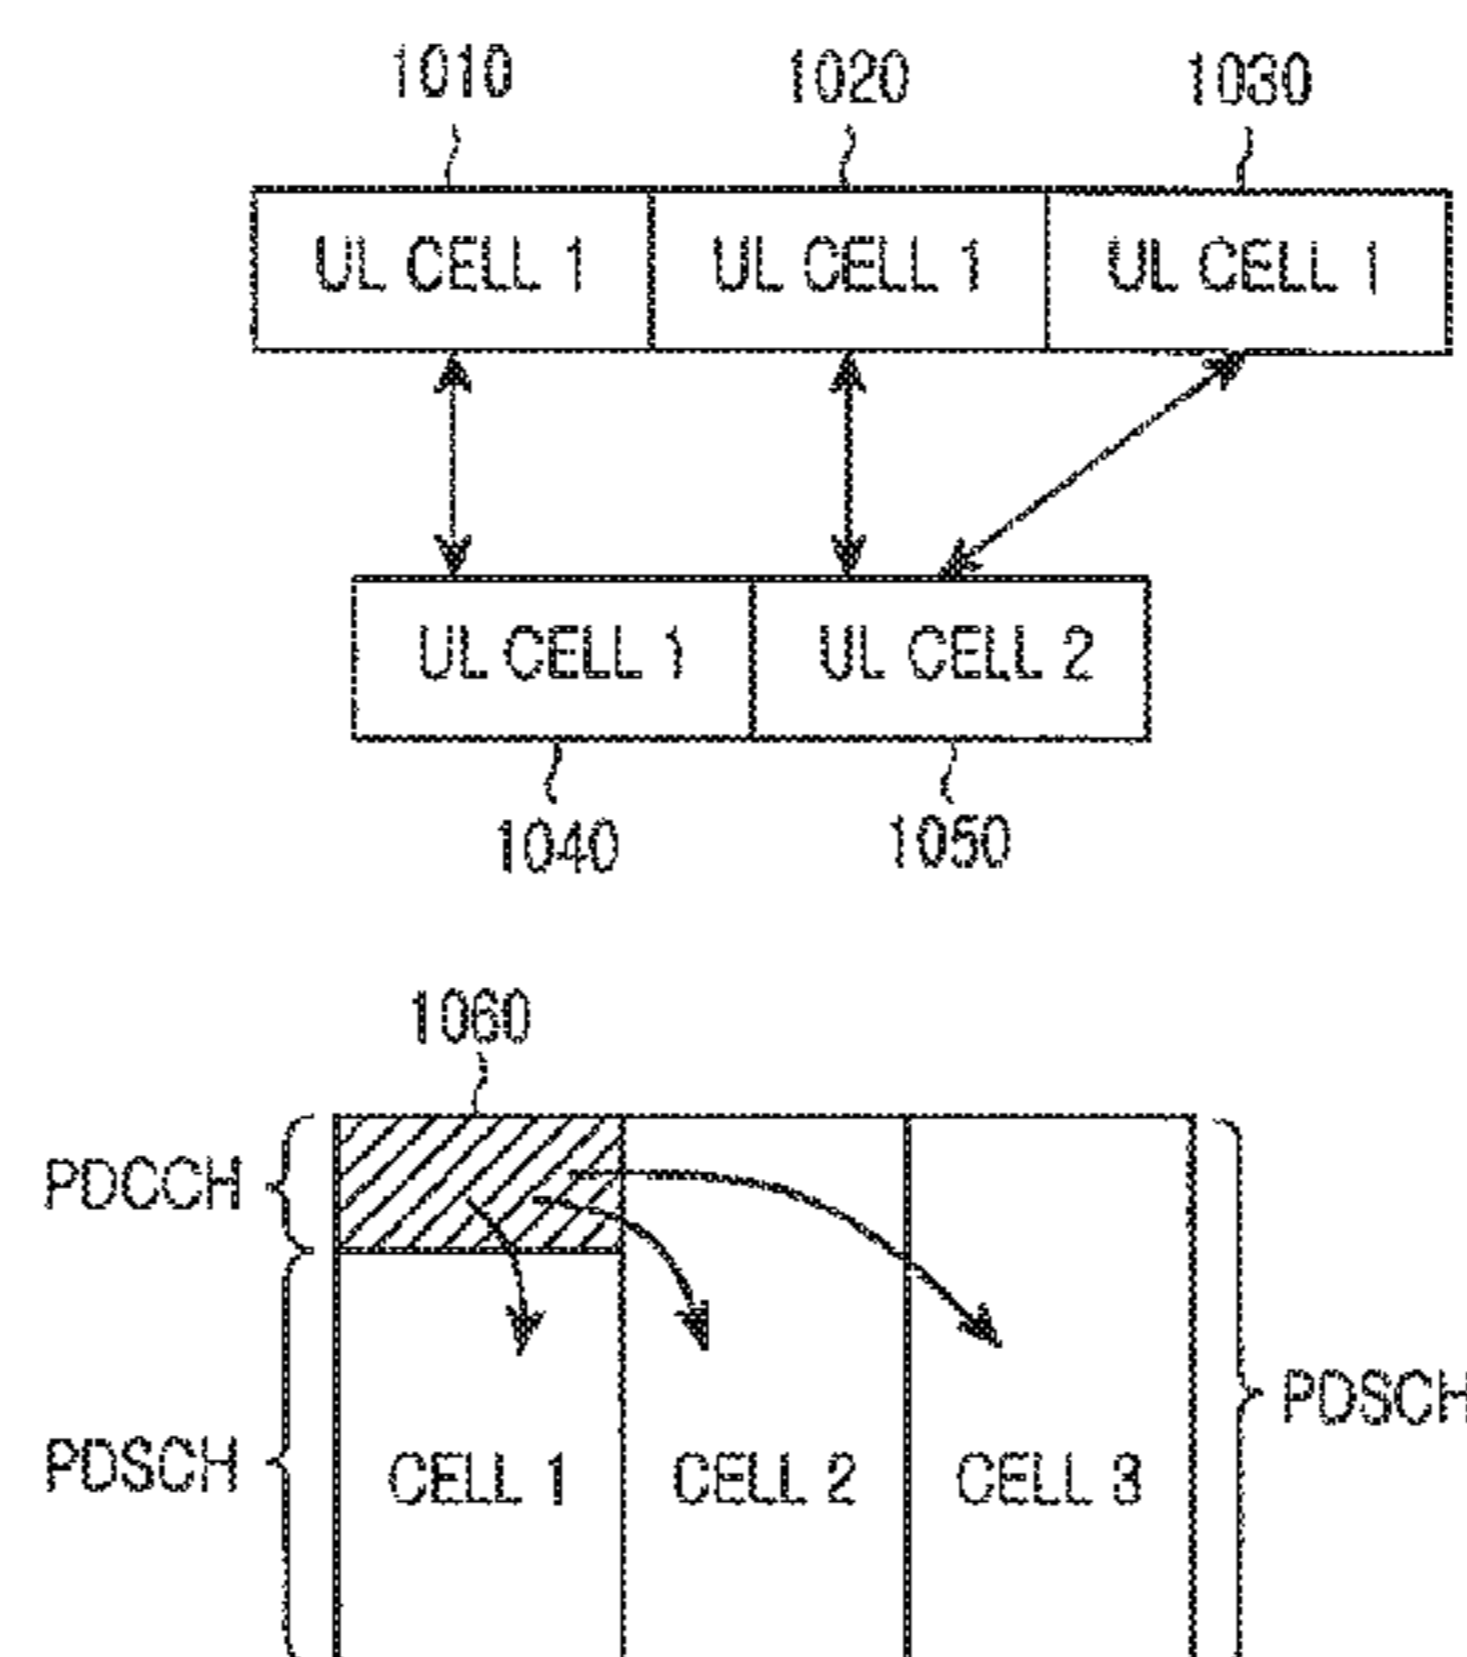 1010 1020 1030
UL CELL 1 UL CELL 1 UL CELL 1
UL CELL 1 UL CELL 2
1040 1050
1060
PDCCH
PDSCH
PDSCH
CELL 1 CELL 2 CELL 3